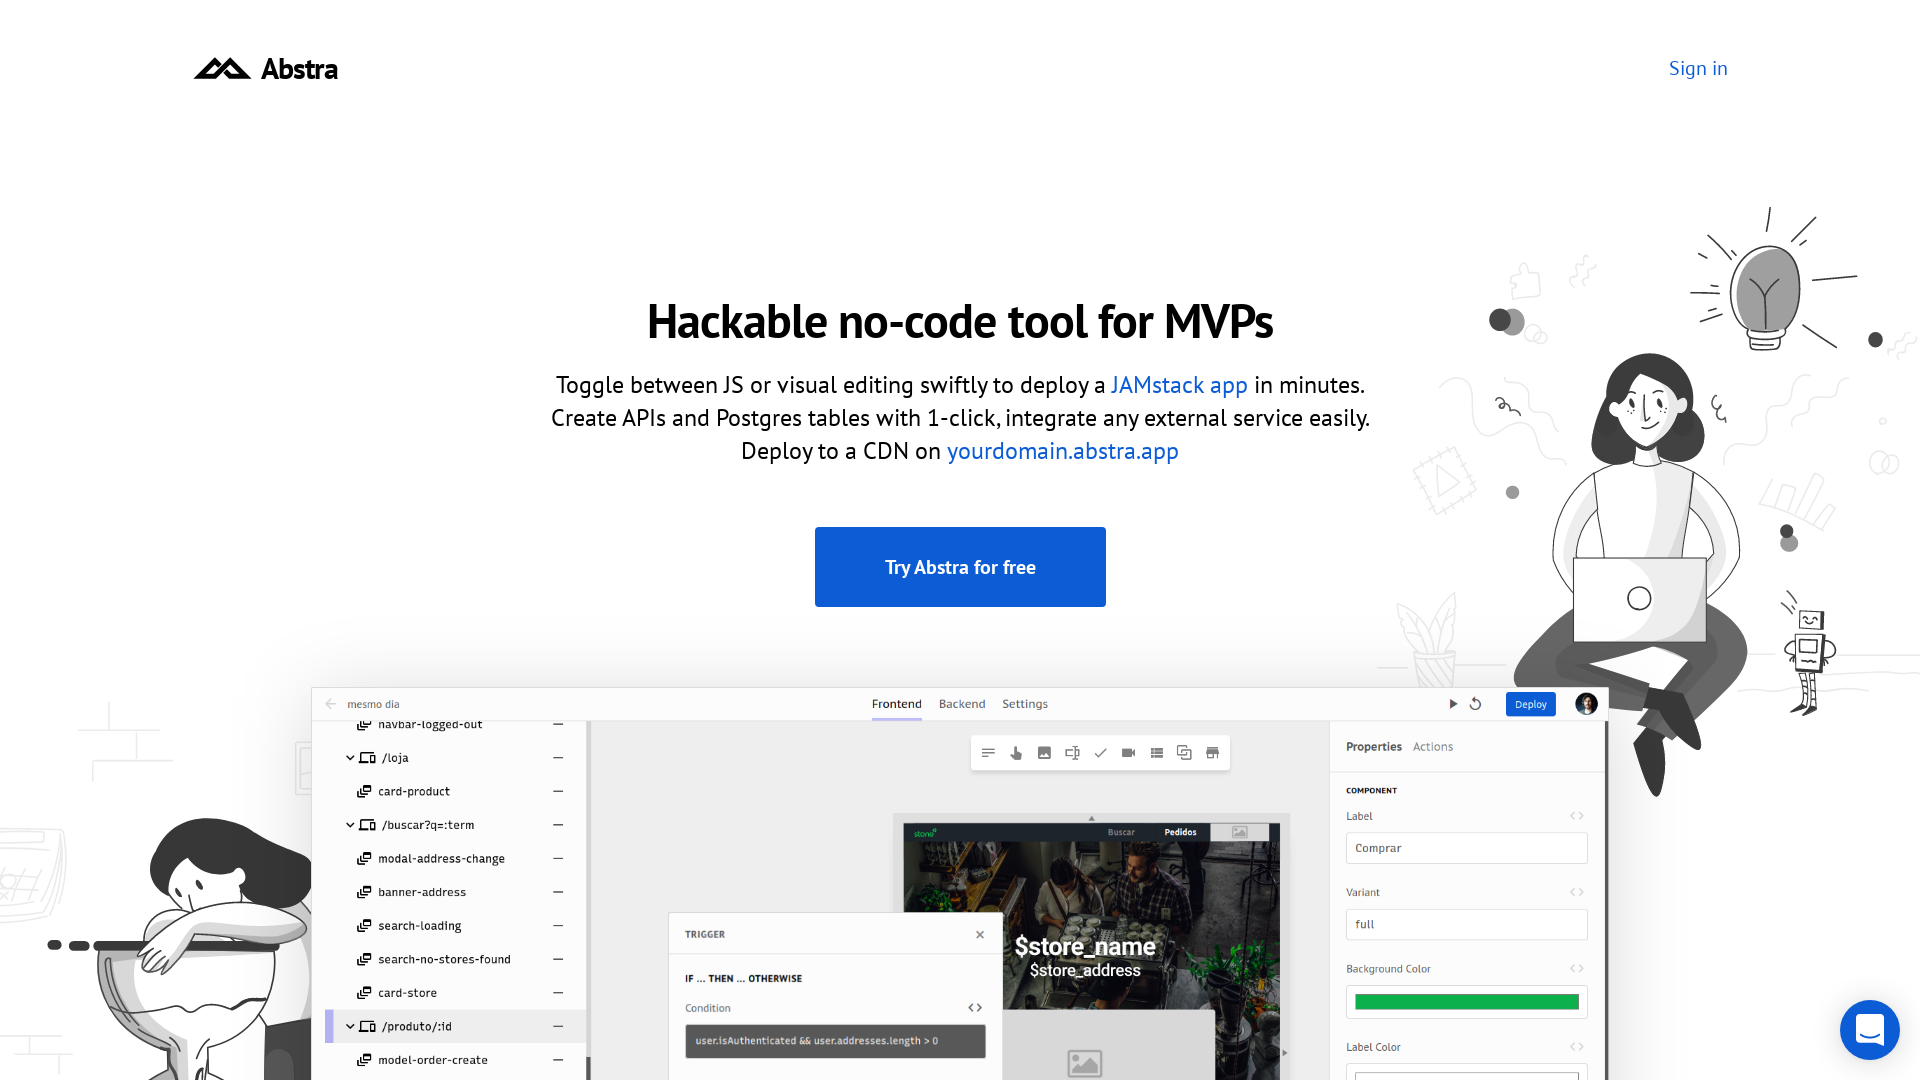 Abstra
Sign in
Hackable no-code tool for MVPs
Toggle between JS or visual editing swiftly to deploy a JAMstack app in minutes.
Create APIs and Postgres tables with 1-click, integrate any external service easily.
Deploy to a CDN on yourdomain.abstra.app
Try Abstra for free
mesmo dia
Frontend Backend Settings
Deploy
navbar-logged-out
/loja
card-product
/buscar?q=:term
modal-address-change
banner-address
search-loading
search-no-stores-found
card-store
/produto/:id
model-order-create
TRIGGER
IF ... THEN ... OTHERWISE
Condition
user.isAuthenticated && user.addresses.length > 0
stone
Buscar Pedidos
$store_name
$store_address
Properties Actions
COMPONENT
Label
Comprar
Variant
full
Background Color
Label Color